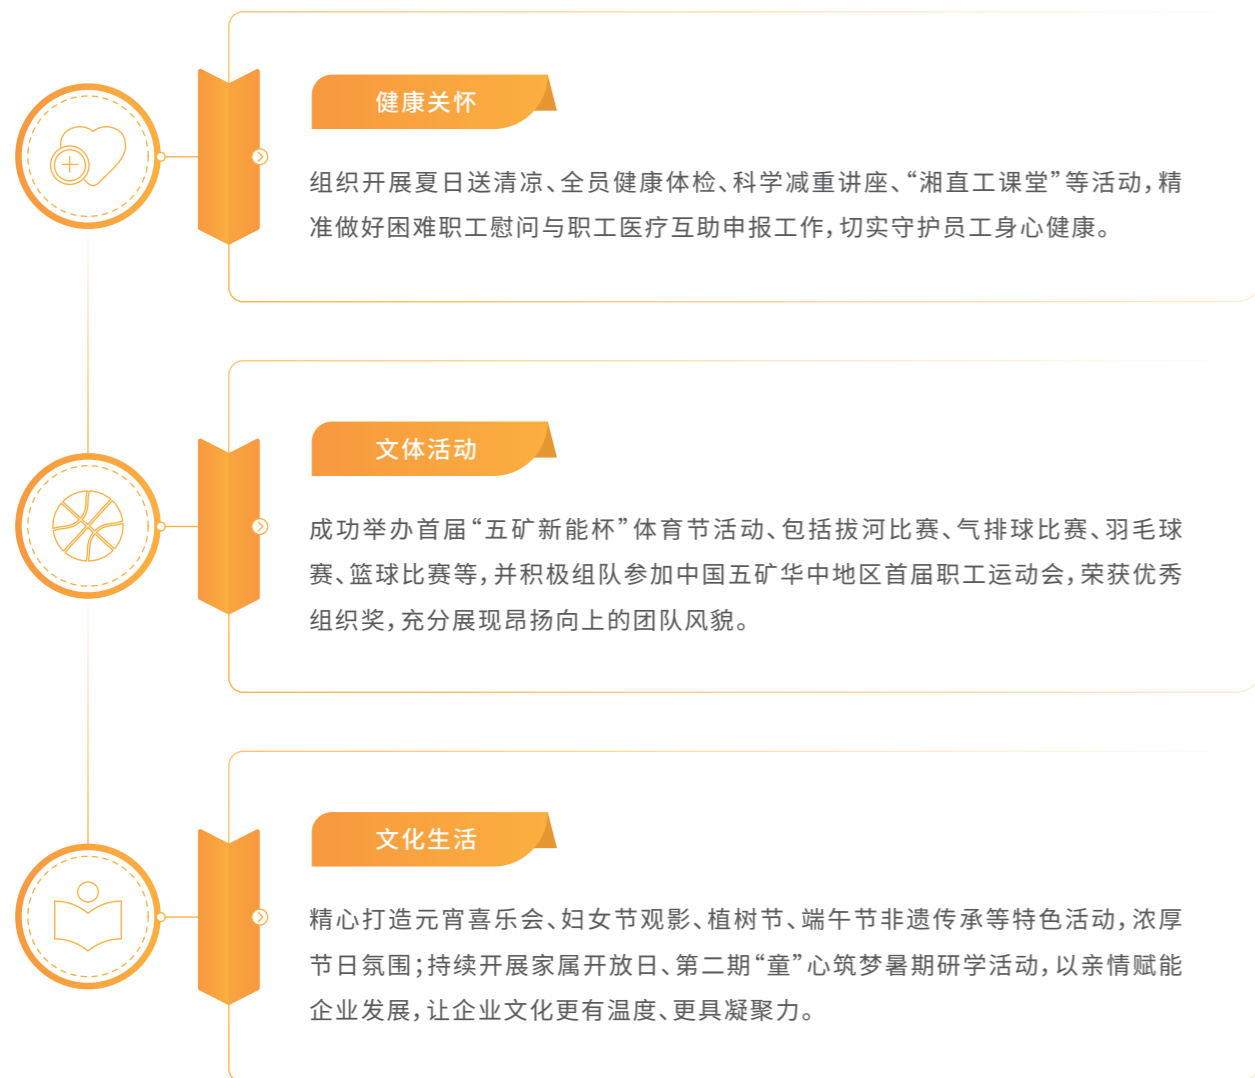 健康关怀
组织开展夏日送清凉、全员健康体检、科学减重讲座、“湘直工课堂”等活动，精
准做好困难职工慰问与职工医疗互助申报工作，切实守护员工身心健康。
文体活动
成功举办首届“五矿新能杯”体育节活动、包括拔河比赛、气排球比赛、羽毛球
赛、篮球比赛等，并积极组队参加中国五矿华中地区首届职工运动会，荣获优秀
组织奖，充分展现昂扬向上的团队风貌。
文化生活
精心打造元宵喜乐会、妇女节观影、植树节、端午节非遗传承等特色活动，浓厚
节日氛围；持续开展家属开放日、第二期“童”心筑梦暑期研学活动，以亲情赋能
企业发展，让企业文化更有温度、更具凝聚力。